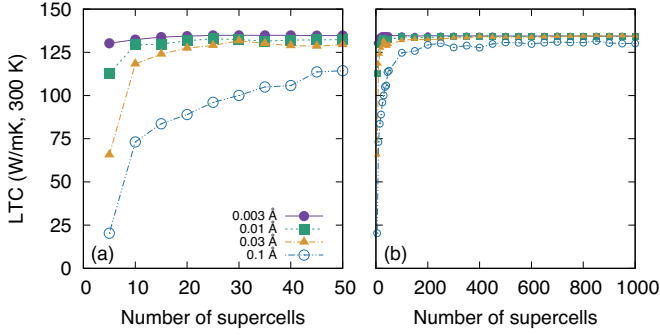 LTC (W/mK, 300 K)
150
125
100
75
50
25
0
0.003 Å
0.01 Å
0.03 Å
0.1 Å
(a)
(b)
0 10 20 30 40 50
0 200 400 600 800 1000
Number of supercells
Number of supercells